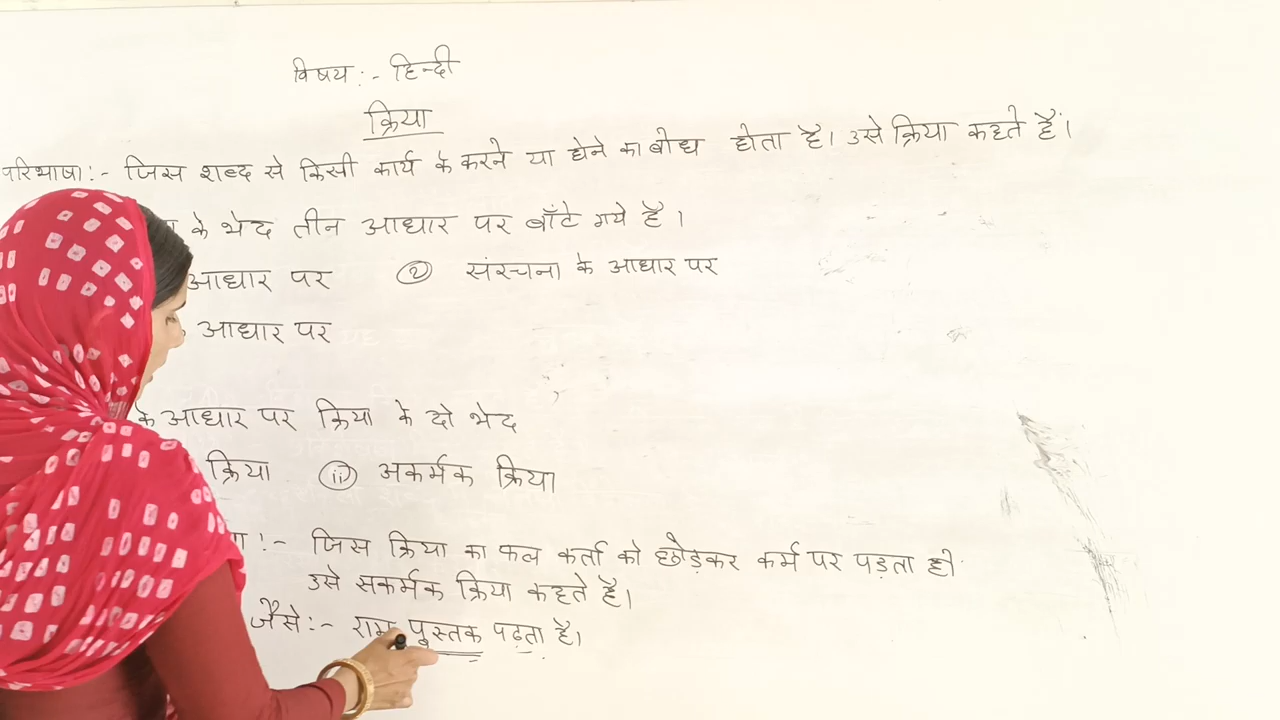 विषय :- हिन्दी
क्रिया
परिभाषा :- जिस शब्द से किसी कार्य के करने या होने का बोध होता है। उसे क्रिया कहते हैं।
के भेद तीन आधार पर बाँटे गये है।
आधार पर ② संरचना के आधार पर
आधार पर
के आधार पर क्रिया के दो भेद
क्रिया ⓘⓘ अकर्मक क्रिया
:- जिस क्रिया का फल कर्ता को छोड़कर कर्म पर पड़ता हो
उसे सकर्मक क्रिया कहते है।
जैसे :- राम पुस्तक पढ़ता है।